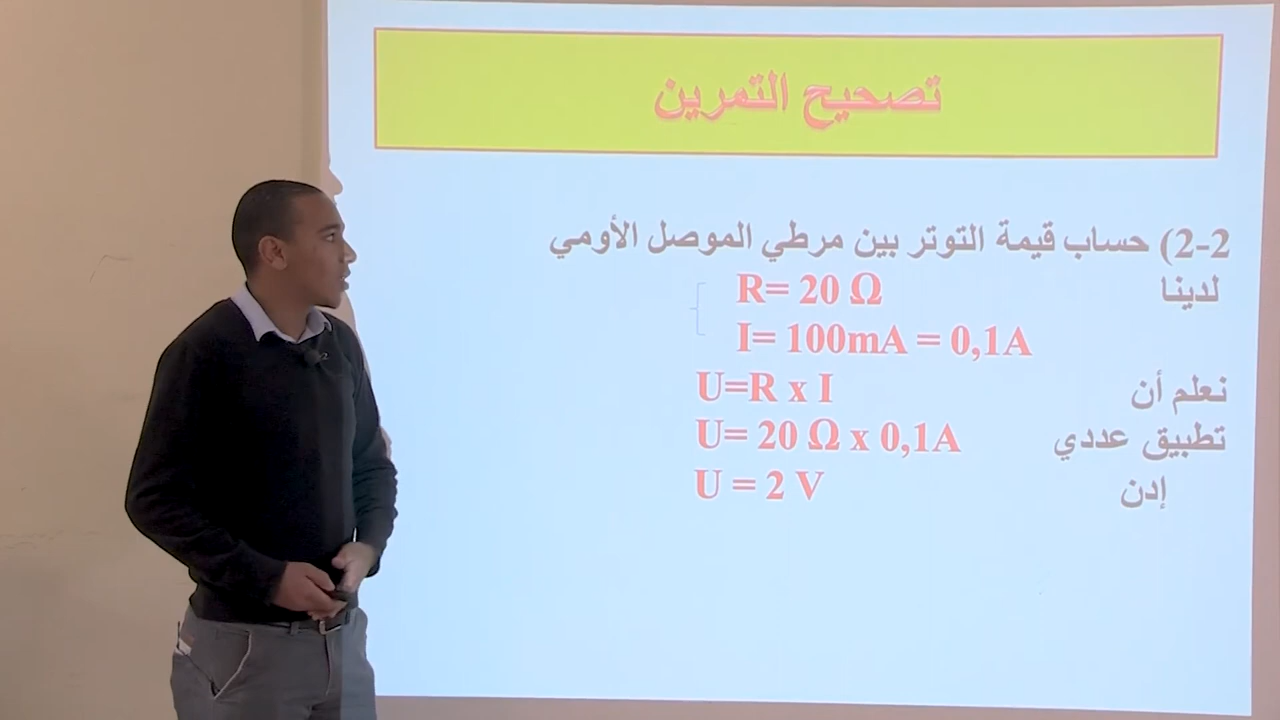 تصحيح التمرين
2-2) حساب قيمة التوتر بين مرطي الموصل الأومي
لدينا R= 20 Ω
I= 100mA = 0,1A
نعلم أن U=R x I
تطبيق عددي U= 20 Ω x 0,1A
إدن U = 2 V